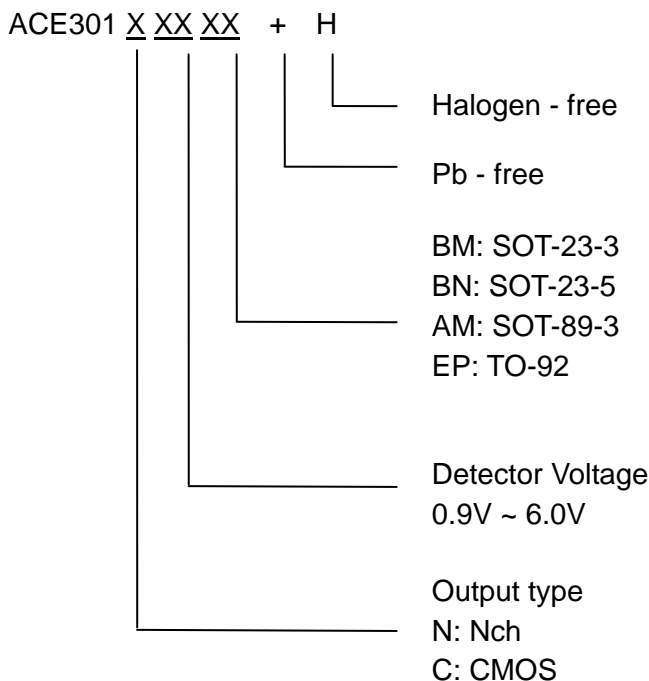 ACE301 X XX XX + H
Halogen - free
Pb - free
BM: SOT-23-3
BN: SOT-23-5
AM: SOT-89-3
EP: TO-92
Detector Voltage
0.9V ~ 6.0V
Output type
N: Nch
C: CMOS